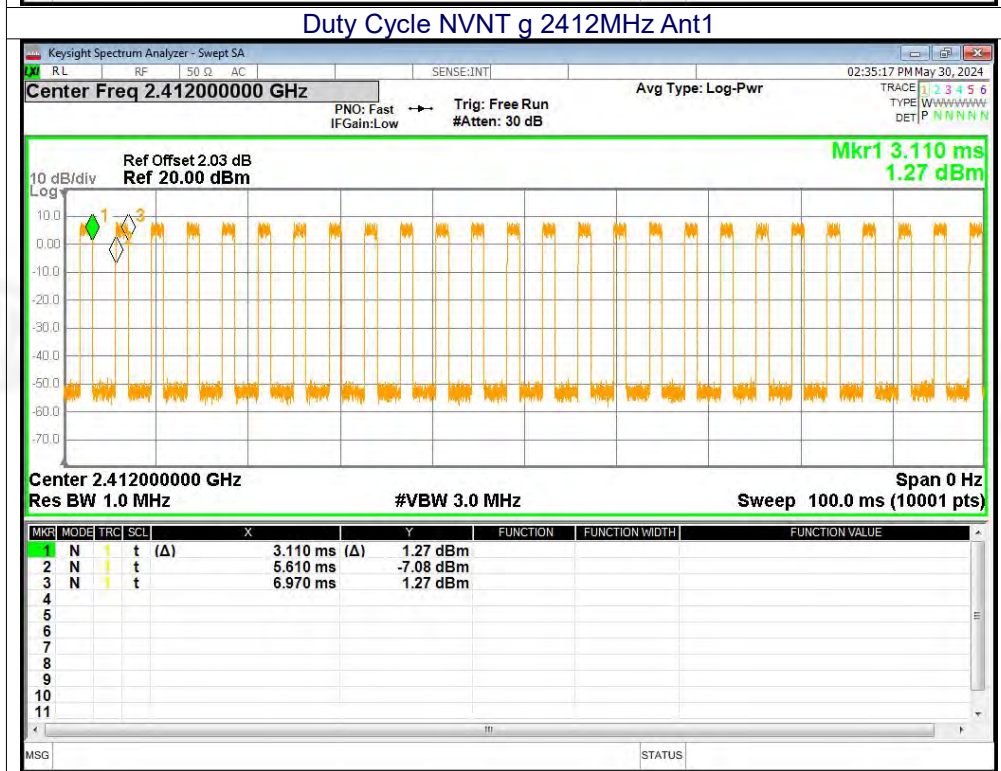 Duty Cycle NVNT g 2412MHz Ant1
Keysight Spectrum Analyzer - Swept SA
LXI RL RF 50 Ω AC SENSE:INT 02:35:17 PM May 30, 2024
Center Freq 2.412000000 GHz Avg Type: Log-Pwr TRACE 1 2 3 4 5 6
PNO: Fast Trig: Free Run TYPE WWWWWW
IFGain:Low #Atten: 30 dB DET P N N N N N
Mkr1 3.110 ms
Ref Offset 2.03 dB
10 dB/div Ref 20.00 dBm 1.27 dBm
Log
10.0
1 3
0.00
-10.0
-20.0
-30.0
-40.0
-50.0
-60.0
-70.0
Center 2.412000000 GHz Span 0 Hz
Res BW 1.0 MHz #VBW 3.0 MHz Sweep 100.0 ms (10001 pts)
MKR MODE TRC SCL X Y FUNCTION FUNCTION WIDTH FUNCTION VALUE
1 N 1 t (Δ) 3.110 ms (Δ) 1.27 dBm
2 N 1 t 5.610 ms -7.08 dBm
3 N 1 t 6.970 ms 1.27 dBm
4
5
6
7
8
9
10
11
MSG STATUS